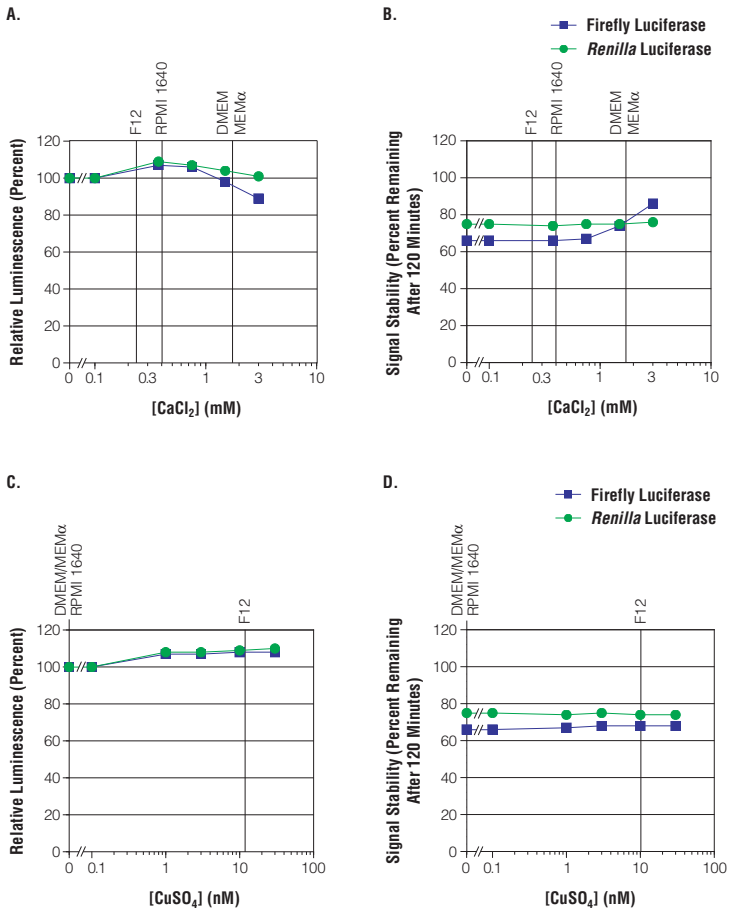 A.
F12
RPMI 1640
DMEM
MEMα
Relative Luminescence (Percent)
120
100
80
60
40
20
0
0 0.1 0.3 1 3 10
[CaCl₂] (mM)
B.
Firefly Luciferase
Renilla Luciferase
F12
RPMI 1640
DMEM
MEMα
Signal Stability (Percent Remaining
After 120 Minutes)
120
100
80
60
40
20
0
0 0.1 0.3 1 3 10
[CaCl₂] (mM)
C.
DMEM/MEMα
RPMI 1640
F12
Relative Luminescence (Percent)
120
100
80
60
40
20
0
0 0.1 1 10 100
[CuSO₄] (nM)
D.
Firefly Luciferase
Renilla Luciferase
DMEM/MEMα
RPMI 1640
F12
Signal Stability (Percent Remaining
After 120 Minutes)
120
100
80
60
40
20
0
0 0.1 1 10 100
[CuSO₄] (nM)